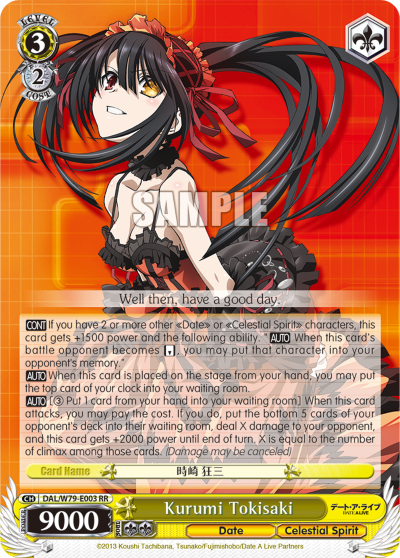 LEVEL
3
2
COST
SAMPLE
Well then, have a good day.
CONT If you have 2 or more other «Date» or «Celestial Spirit» characters, this
card gets +1500 power and the following ability. "AUTO When this card's
battle opponent becomes [▼], you may put that character into your
opponent's memory."
AUTO When this card is placed on the stage from your hand, you may put
the top card of your clock into your waiting room.
AUTO [③ Put 1 card from your hand into your waiting room] When this card
attacks, you may pay the cost. If you do, put the bottom 5 cards of your
opponent's deck into their waiting room, deal X damage to your opponent,
and this card gets +2000 power until end of turn. X is equal to the
number of climax among those cards. (Damage may be canceled)
Card Name
時崎 狂三
CH DAL/W79-E003 RR
Kurumi Tokisaki
デート・ア・ライブ
DATE A LIVE
POWER
9000
SOUL
Date
Celestial Spirit
©2013 Koushi Tachibana, Tsunako/Fujimishobo/Date A Live Partners